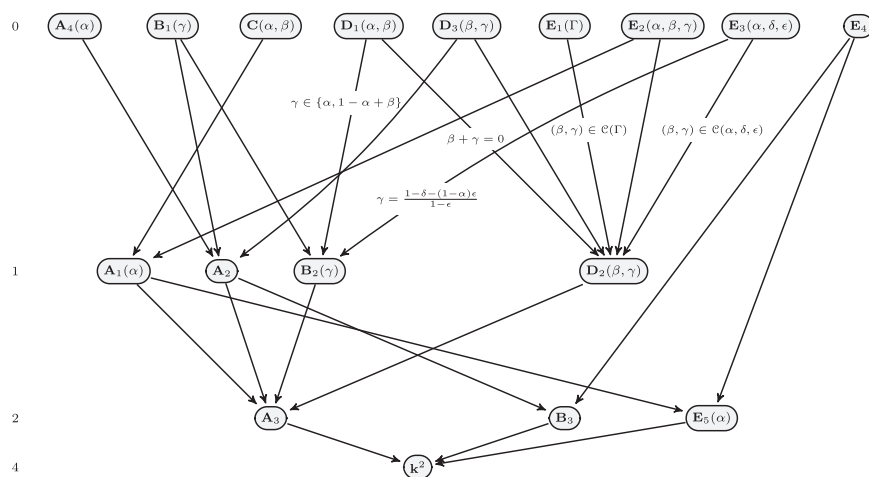 0 A₄(α) B₁(γ) C(α, β) D₁(α, β) D₃(β, γ) E₁(Γ) E₂(α, β, γ) E₃(α, δ, ϵ) E₄
γ ∈ {α, 1 − α + β}
β + γ = 0
(β, γ) ∈ 𝒞(Γ)
(β, γ) ∈ 𝒞(α, δ, ϵ)
γ = (1−δ−(1−α)ϵ)/(1−ϵ)
1 A₁(α) A₂ B₂(γ) D₂(β, γ)
2 A₃ B₃ E₅(α)
4 k²